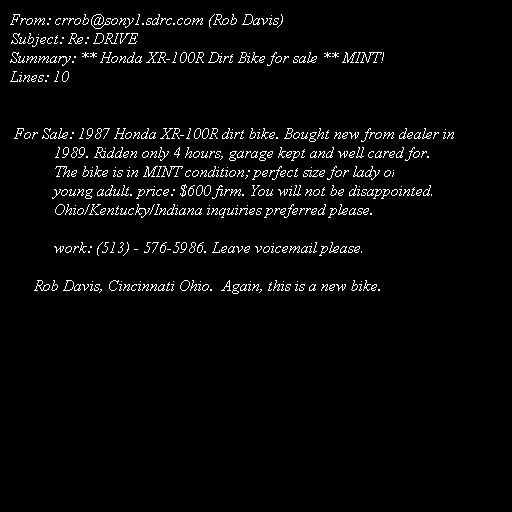 From: crrob@sony1.sdrc.com (Rob Davis)
Subject: Re: DRIVE
Summary: ** Honda XR-100R Dirt Bike for sale ** MINT!
Lines: 10
For Sale: 1987 Honda XR-100R dirt bike. Bought new from dealer in
1989. Ridden only 4 hours, garage kept and well cared for.
The bike is in MINT condition; perfect size for lady or
young adult. price: $600 firm. You will not be disappointed.
Ohio/Kentucky/Indiana inquiries preferred please.
work: (513) - 576-5986. Leave voicemail please.
Rob Davis, Cincinnati Ohio. Again, this is a new bike.